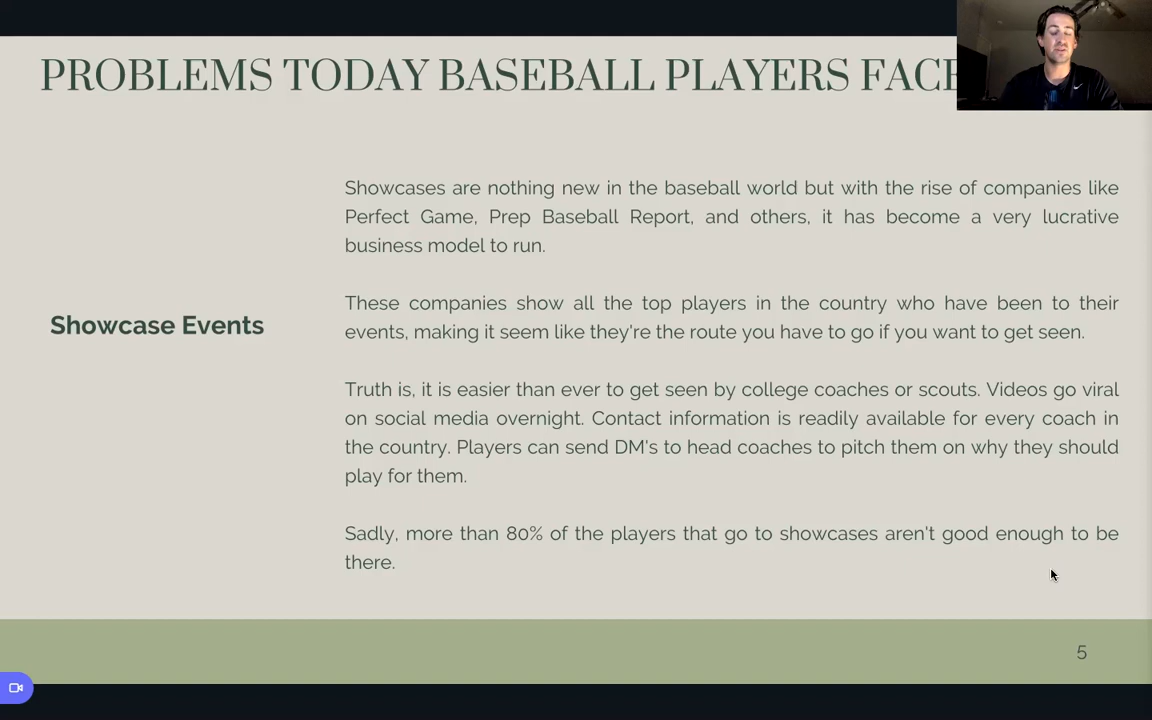 PROBLEMS TODAY BASEBALL PLAYERS FACE
Showcases are nothing new in the baseball world but with the rise of companies like
Perfect Game, Prep Baseball Report, and others, it has become a very lucrative
business model to run.
These companies show all the top players in the country who have been to their
Showcase Events
events, making it seem like they're the route you have to go if you want to get seen.
Truth is, it is easier than ever to get seen by college coaches or scouts. Videos go viral
on social media overnight. Contact information is readily available for every coach in
the country. Players can send DM's to head coaches to pitch them on why they should
play for them.
Sadly, more than 80% of the players that go to showcases aren't good enough to be
there.
5